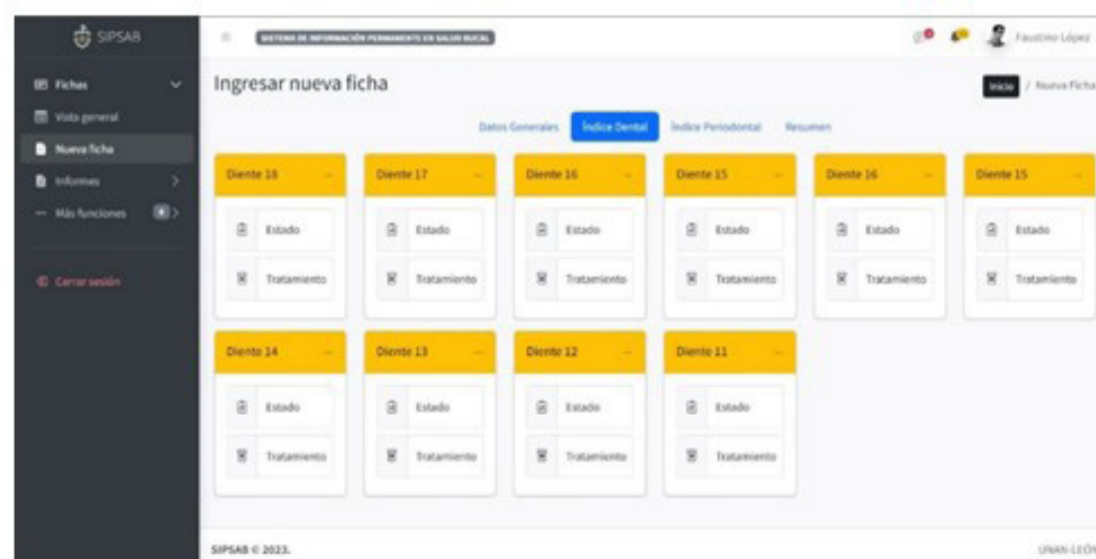 SIPSAB
SISTEMA DE INFORMACIÓN PERMANENTE EN SALUD BUCAL
Faustino López
Fichas
Vista general
Nueva ficha
Informes
Más funciones
Cerrar sesión
Ingresar nueva ficha
Inicio / Nueva Ficha
Datos Generales Índice Dental Índice Periodontal Resumen
Diente 18 Diente 17 Diente 16 Diente 15 Diente 16 Diente 15
Estado Estado Estado Estado Estado Estado
Tratamiento Tratamiento Tratamiento Tratamiento Tratamiento Tratamiento
Diente 14 Diente 13 Diente 12 Diente 11
Estado Estado Estado Estado
Tratamiento Tratamiento Tratamiento Tratamiento
SIPSAB © 2023. UNAN-LEÓN